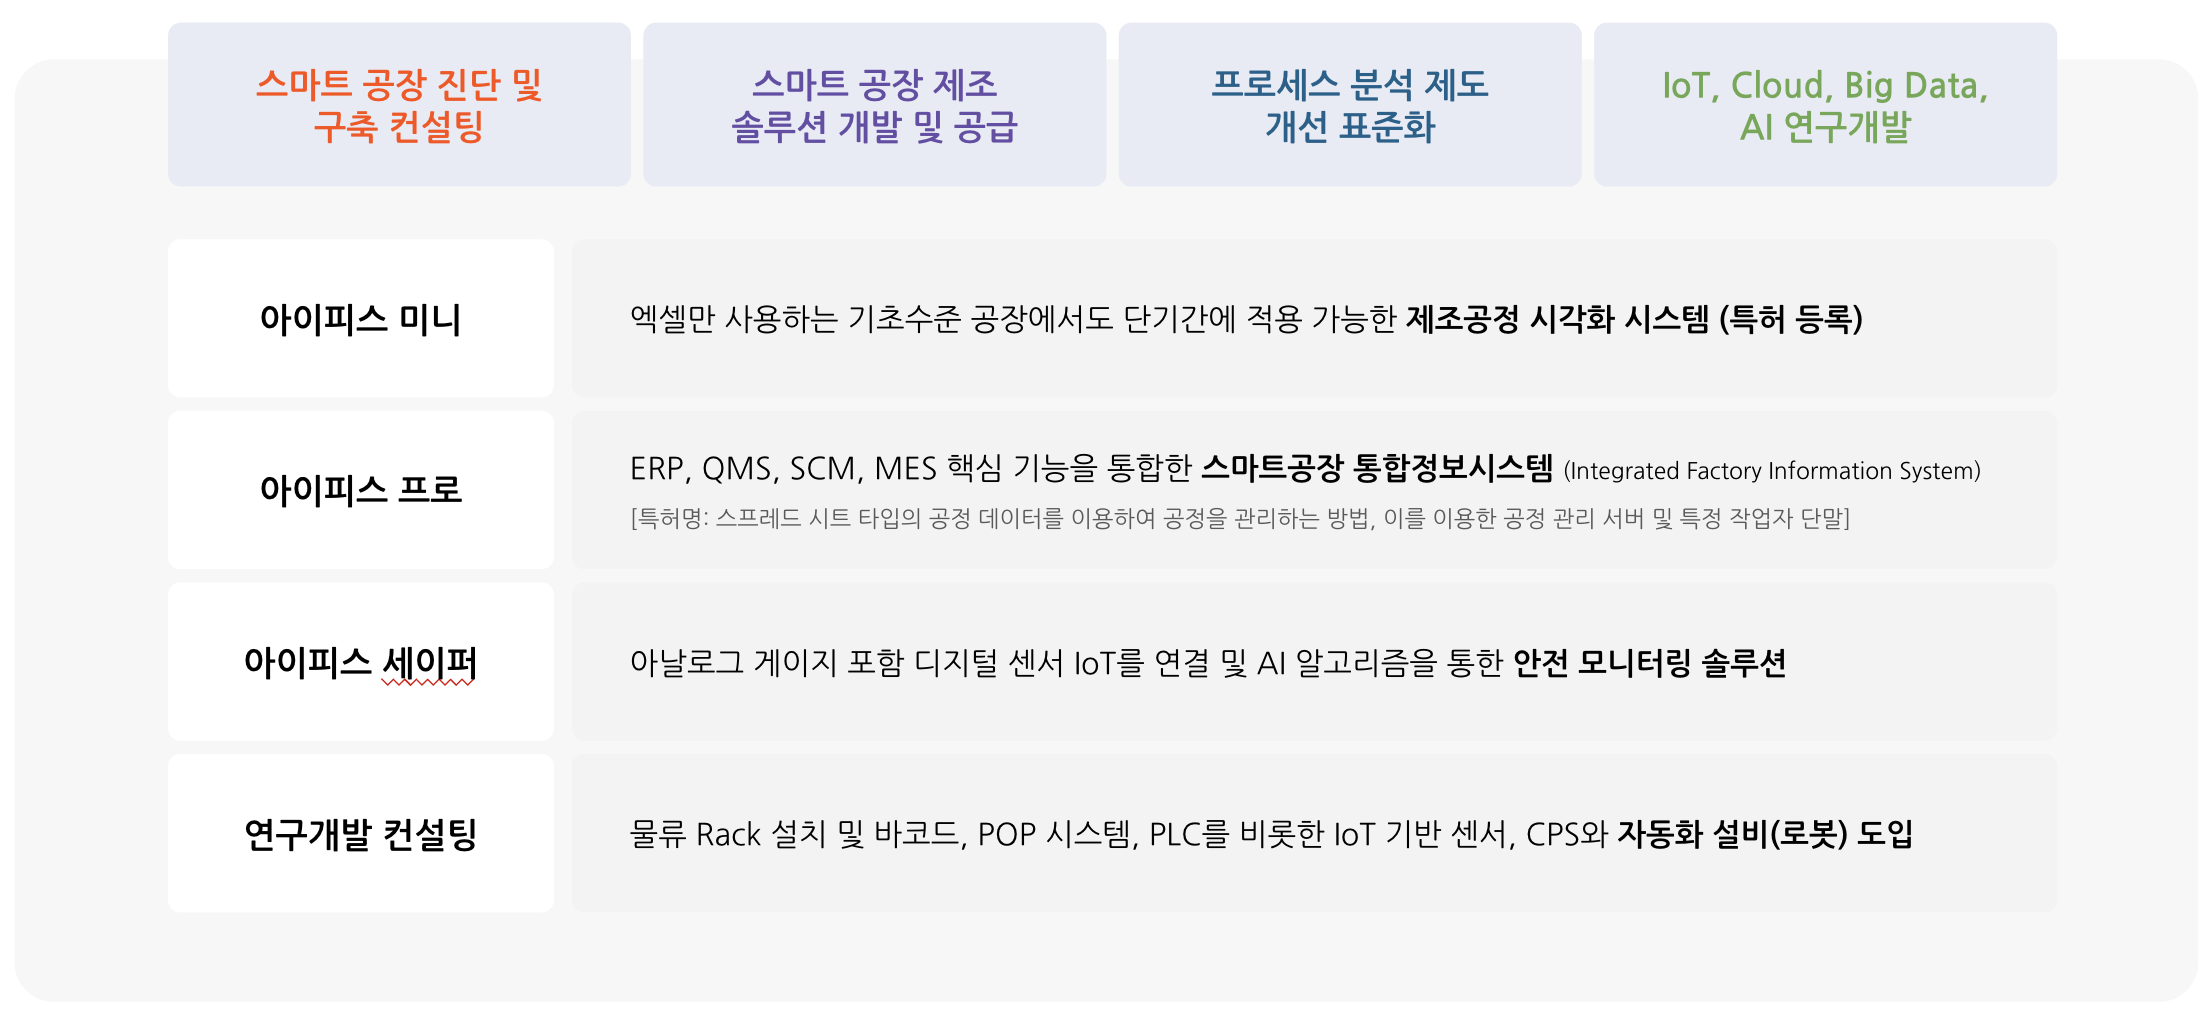 스마트 공장 진단 및
구축 컨설팅
스마트 공장 제조
솔루션 개발 및 공급
프로세스 분석 제도
개선 표준화
IoT, Cloud, Big Data,
AI 연구개발
아이피스 미니
엑셀만 사용하는 기초수준 공장에서도 단기간에 적용 가능한 제조공정 시각화 시스템 (특허 등록)
아이피스 프로
ERP, QMS, SCM, MES 핵심 기능을 통합한 스마트공장 통합정보시스템 (Integrated Factory Information System)
[특허명: 스프레드 시트 타입의 공정 데이터를 이용하여 공정을 관리하는 방법, 이를 이용한 공정 관리 서버 및 특정 작업자 단말]
아이피스 세이퍼
아날로그 게이지 포함 디지털 센서 IoT를 연결 및 AI 알고리즘을 통한 안전 모니터링 솔루션
연구개발 컨설팅
물류 Rack 설치 및 바코드, POP 시스템, PLC를 비롯한 IoT 기반 센서, CPS와 자동화 설비(로봇) 도입